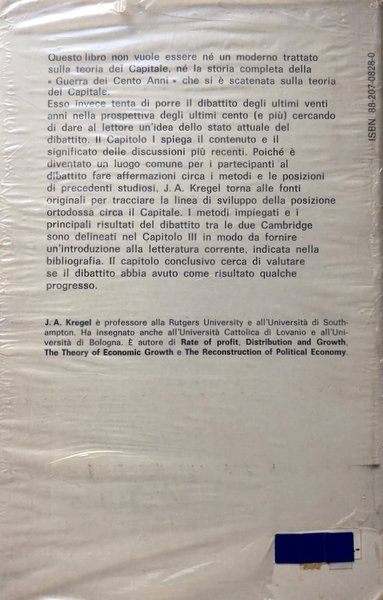 Questo libro non vuole essere né un moderno trattato
sulla teoria del Capitale, né la storia completa della
« Guerra dei Cento Anni » che si è scatenata sulla teoria
del Capitale.
Esso invece tenta di porre il dibattito degli ultimi venti
anni nella prospettiva degli ultimi cento (e più) cercando
di dare al lettore un'idea dello stato attuale del
dibattito. Il Capitolo I spiega il contenuto e il
significato delle discussioni più recenti. Poiché è
diventato un luogo comune per i partecipanti al
dibattito fare affermazioni circa i metodi e le posizioni
di precedenti studiosi, J. A. Kregel torna alle fonti
originali per tracciare la linea di sviluppo della posizione
ortodossa circa il Capitale. I metodi impiegati e i
principali risultati del dibattito tra le due Cambridge
sono delineati nel Capitolo III in modo da fornire
un'introduzione alla letteratura corrente, indicata nella
bibliografia. Il capitolo conclusivo cerca di valutare
se il dibattito abbia avuto come risultato qualche
progresso.
J. A. Kregel è professore alla Rutgers University e all'Università di South-
ampton. Ha insegnato anche all'Università Cattolica di Lovanio e all'Uni-
versità di Bologna. È autore di Rate of profit, Distribution and Growth,
The Theory of Economic Growth e The Reconstruction of Political Economy.
ISBN 88-207-0828-0